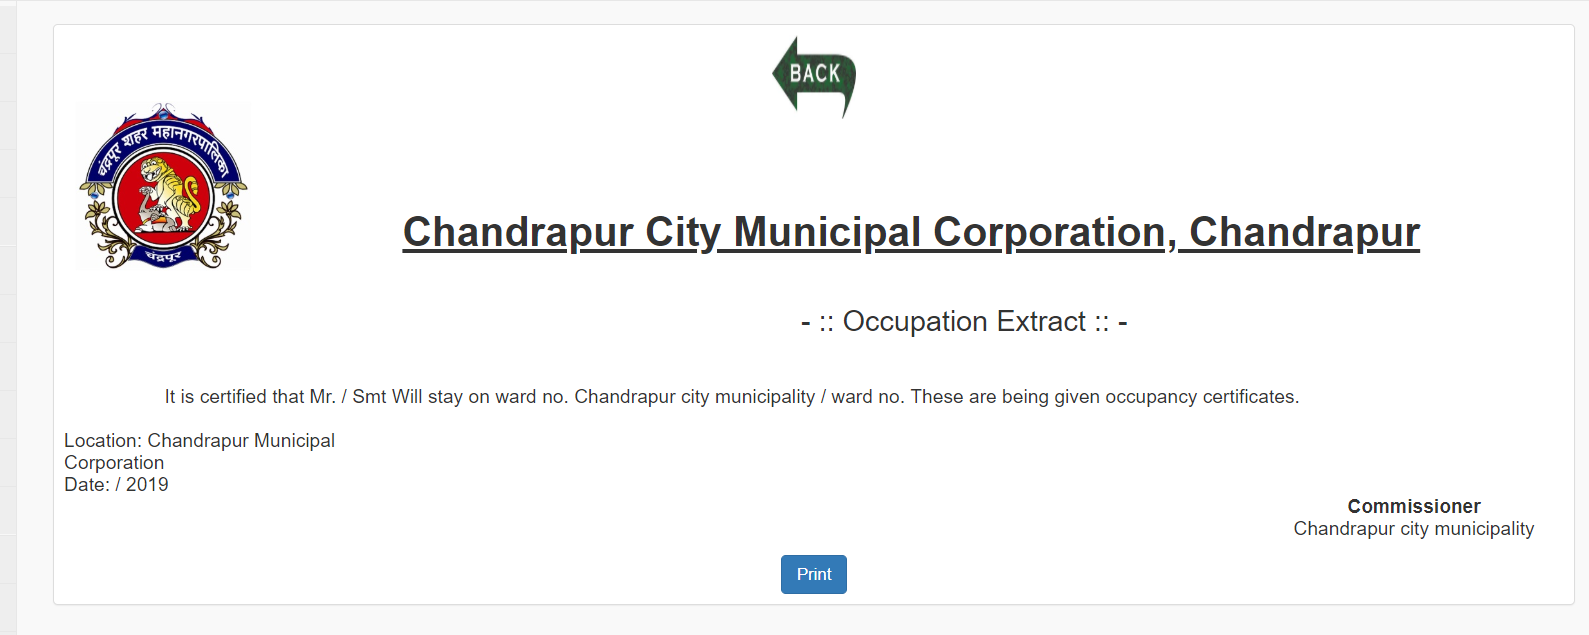 BACK
चंद्रपूर शहर महानगरपालिका
चंद्रपूर
Chandrapur City Municipal Corporation, Chandrapur
- :: Occupation Extract :: -
It is certified that Mr. / Smt Will stay on ward no. Chandrapur city municipality / ward no. These are being given occupancy certificates.
Location: Chandrapur Municipal
Corporation
Date: / 2019
Commissioner
Chandrapur city municipality
Print